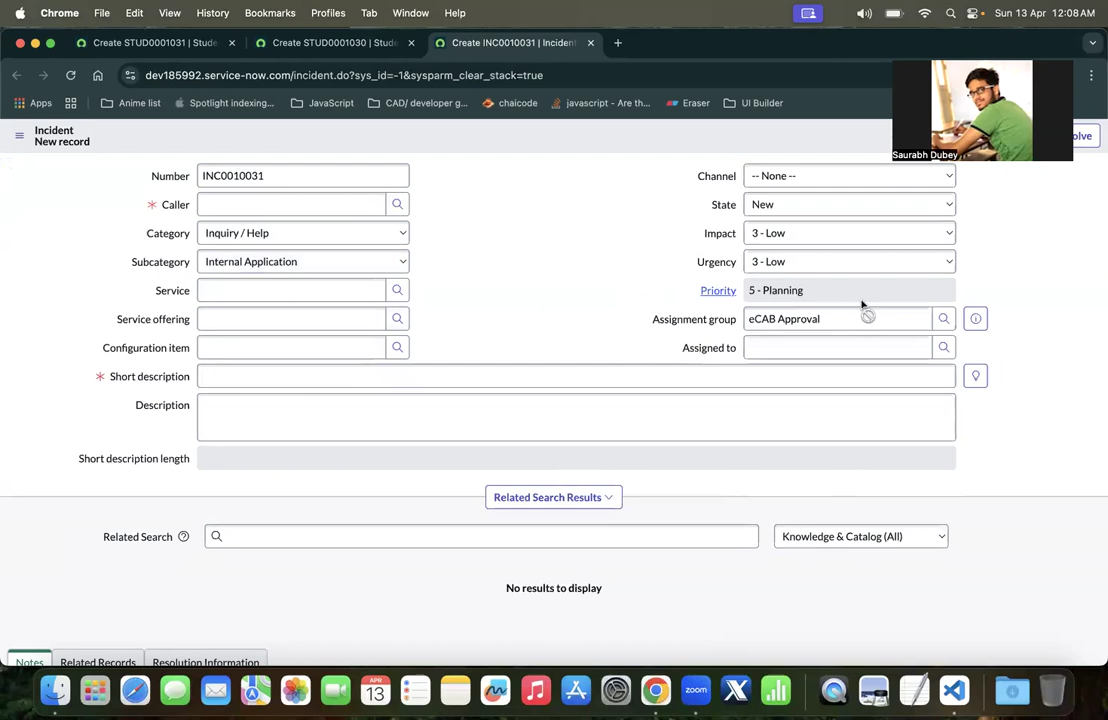 Chrome File Edit View History Bookmarks Profiles Tab Window Help Sun 13 Apr 12:08 AM
Create STUD0001031 | Stude Create STUD0001030 | Stude Create INC0010031 | Incident
dev185992.service-now.com/incident.do?sys_id=-1&sysparm_clear_stack=true
Apps Anime list Spotlight indexing... JavaScript CAD/ developer g... chaicode javascript - Are th... Eraser UI Builder
Incident
New record
olve
Saurabh Dubey
Number INC0010031 Channel -- None --
* Caller State New
Category Inquiry / Help Impact 3 - Low
Subcategory Internal Application Urgency 3 - Low
Service Priority 5 - Planning
Service offering Assignment group eCAB Approval
Configuration item Assigned to
* Short description
Description
Short description length
Related Search Results
Related Search Knowledge & Catalog (All)
No results to display
Notes Related Records Resolution Information
APR
13
zoom